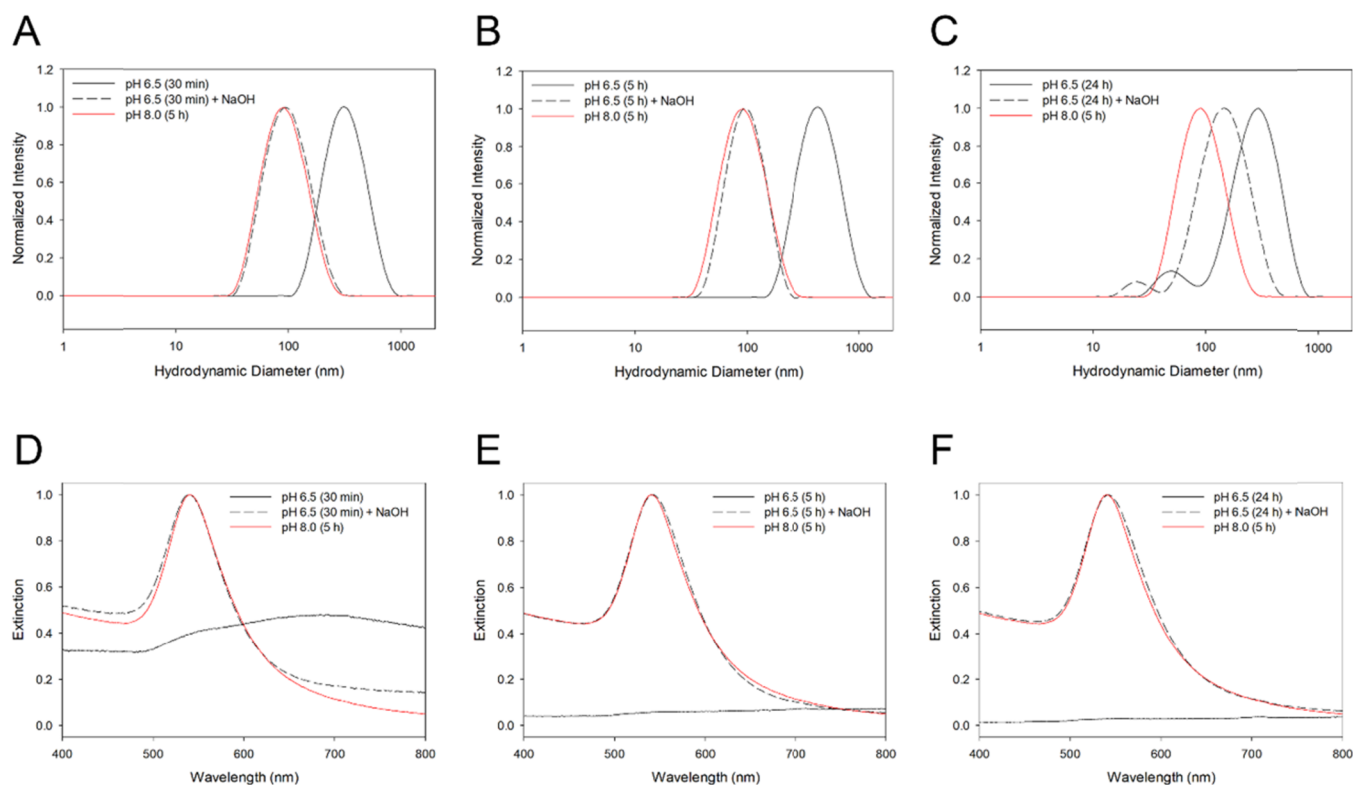 A
1.2
1.0
0.8
0.6
0.4
0.2
0.0
Normalized Intensity
pH 6.5 (30 min)
pH 6.5 (30 min) + NaOH
pH 8.0 (5 h)
1 10 100 1000
Hydrodynamic Diameter (nm)
B
1.2
1.0
0.8
0.6
0.4
0.2
0.0
Normalized Intensity
pH 6.5 (5 h)
pH 6.5 (5 h) + NaOH
pH 8.0 (5 h)
1 10 100 1000
Hydrodynamic Diameter (nm)
C
1.2
1.0
0.8
0.6
0.4
0.2
0.0
Normalized Intensity
pH 6.5 (24 h)
pH 6.5 (24 h) + NaOH
pH 8.0 (5 h)
1 10 100 1000
Hydrodynamic Diameter (nm)
D
1.0
0.8
0.6
0.4
0.2
0.0
Extinction
pH 6.5 (30 min)
pH 6.5 (30 min) + NaOH
pH 8.0 (5 h)
400 500 600 700 800
Wavelength (nm)
E
1.0
0.8
0.6
0.4
0.2
0.0
Extinction
pH 6.5 (5 h)
pH 6.5 (5 h) + NaOH
pH 8.0 (5 h)
400 500 600 700 800
Wavelength (nm)
F
1.0
0.8
0.6
0.4
0.2
0.0
Extinction
pH 6.5 (24 h)
pH 6.5 (24 h) + NaOH
pH 8.0 (5 h)
400 500 600 700 800
Wavelength (nm)